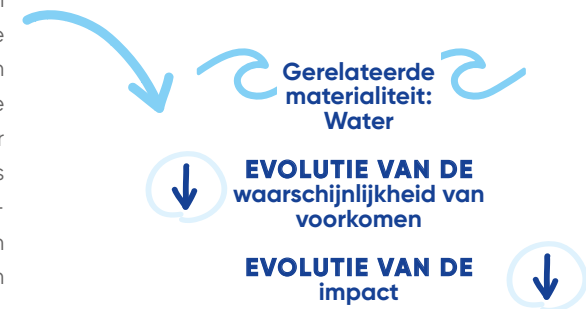 Gerelateerde
materialiteit:
Water
EVOLUTIE VAN DE
waarschijnlijkheid van
voorkomen
EVOLUTIE VAN DE
impact